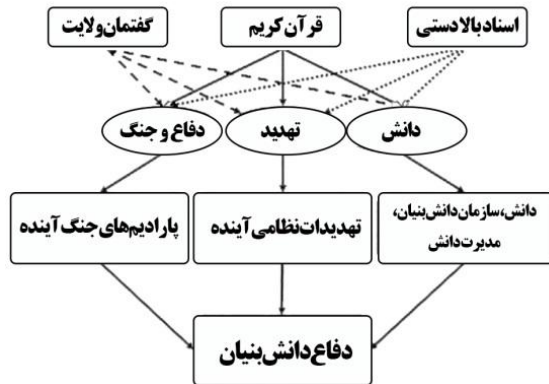 اسناد بالادستی
قرآن کریم
گفتمان ولایت
دانش
تهدید
دفاع و جنگ
دانش، سازمان دانش بنیان،
مدیرت دانش
تهدیدات نظامی آینده
پارادیم های جنگ آینده
دفاع دانش بنیان